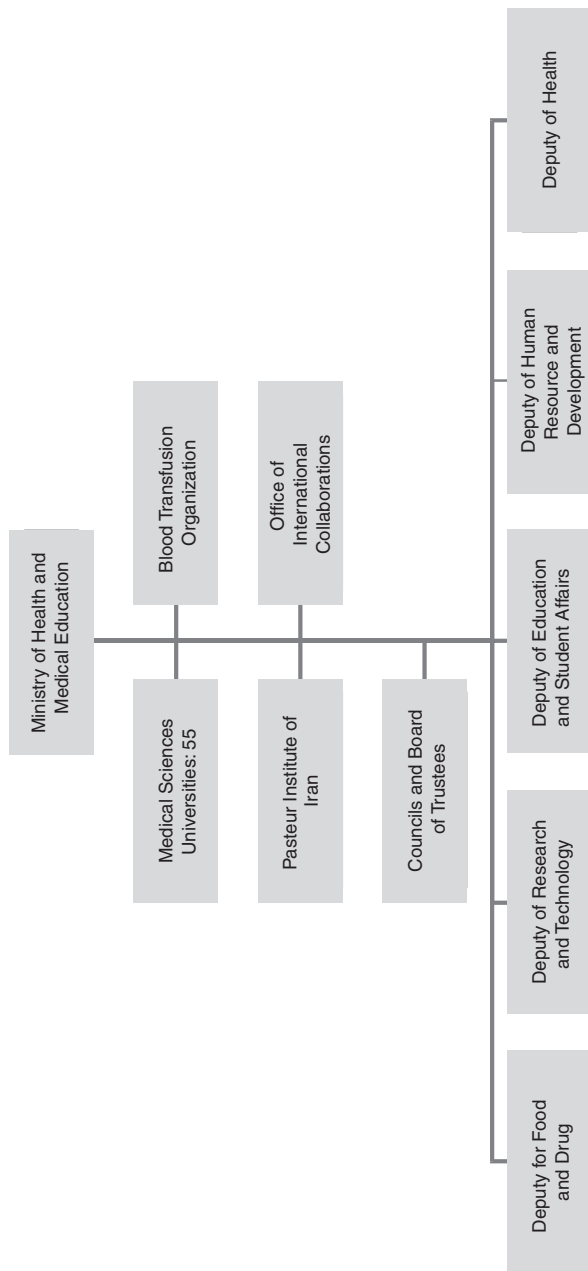 Ministry of Health and
Medical Education
Medical Sciences
Universities: 55
Blood Transfusion
Organization
Pasteur Institute of
Iran
Office of
International
Collaborations
Councils and Board
of Trustees
Deputy for Food
and Drug
Deputy of Research
and Technology
Deputy of Education
and Student Affairs
Deputy of Human
Resource and
Development
Deputy of Health